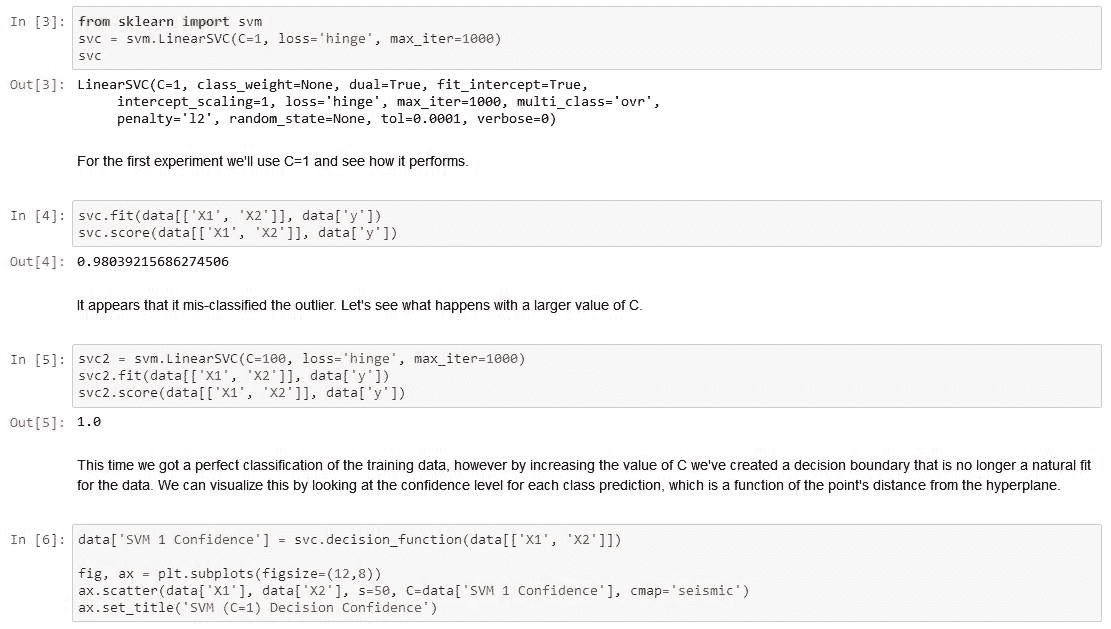 In [3]: from sklearn import svm
svc = svm.LinearSVC(C=1, loss='hinge', max_iter=1000)
svc
Out[3]: LinearSVC(C=1, class_weight=None, dual=True, fit_intercept=True,
intercept_scaling=1, loss='hinge', max_iter=1000, multi_class='ovr',
penalty='l2', random_state=None, tol=0.0001, verbose=0)
For the first experiment we'll use C=1 and see how it performs.
In [4]: svc.fit(data[['X1', 'X2']], data['y'])
svc.score(data[['X1', 'X2']], data['y'])
Out[4]: 0.98039215686274506
It appears that it mis-classified the outlier. Let's see what happens with a larger value of C.
In [5]: svc2 = svm.LinearSVC(C=100, loss='hinge', max_iter=1000)
svc2.fit(data[['X1', 'X2']], data['y'])
svc2.score(data[['X1', 'X2']], data['y'])
Out[5]: 1.0
This time we got a perfect classification of the training data, however by increasing the value of C we've created a decision boundary that is no longer a natural fit
for the data. We can visualize this by looking at the confidence level for each class prediction, which is a function of the point's distance from the hyperplane.
In [6]: data['SVM 1 Confidence'] = svc.decision_function(data[['X1', 'X2']])
fig, ax = plt.subplots(figsize=(12,8))
ax.scatter(data['X1'], data['X2'], s=50, C=data['SVM 1 Confidence'], cmap='seismic')
ax.set_title('SVM (C=1) Decision Confidence')